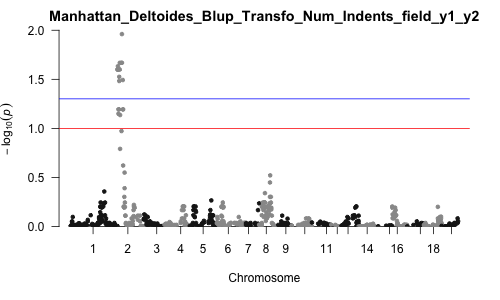 Manhattan_Deltoides_Blup_Transfo_Num_Indents_field_y1_y2
2.0
1.5
1.0
0.5
0.0
− log10(p)
1 2 3 4 5 6 7 8 9 11 14 16 18
Chromosome